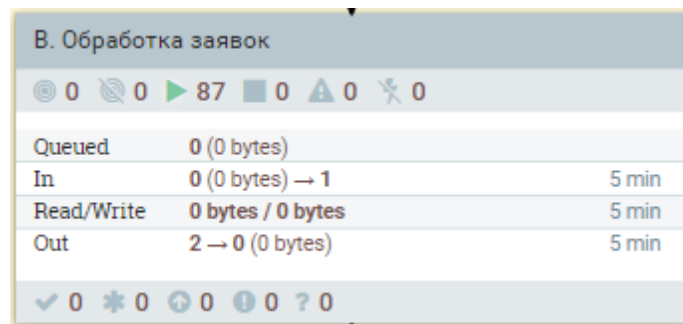 В. Обработка заявок
0 0 87 0 0 0
Queued 0 (0 bytes)
In 0 (0 bytes) → 1 5 min
Read/Write 0 bytes / 0 bytes 5 min
Out 2 → 0 (0 bytes) 5 min
0 0 0 0 ? 0